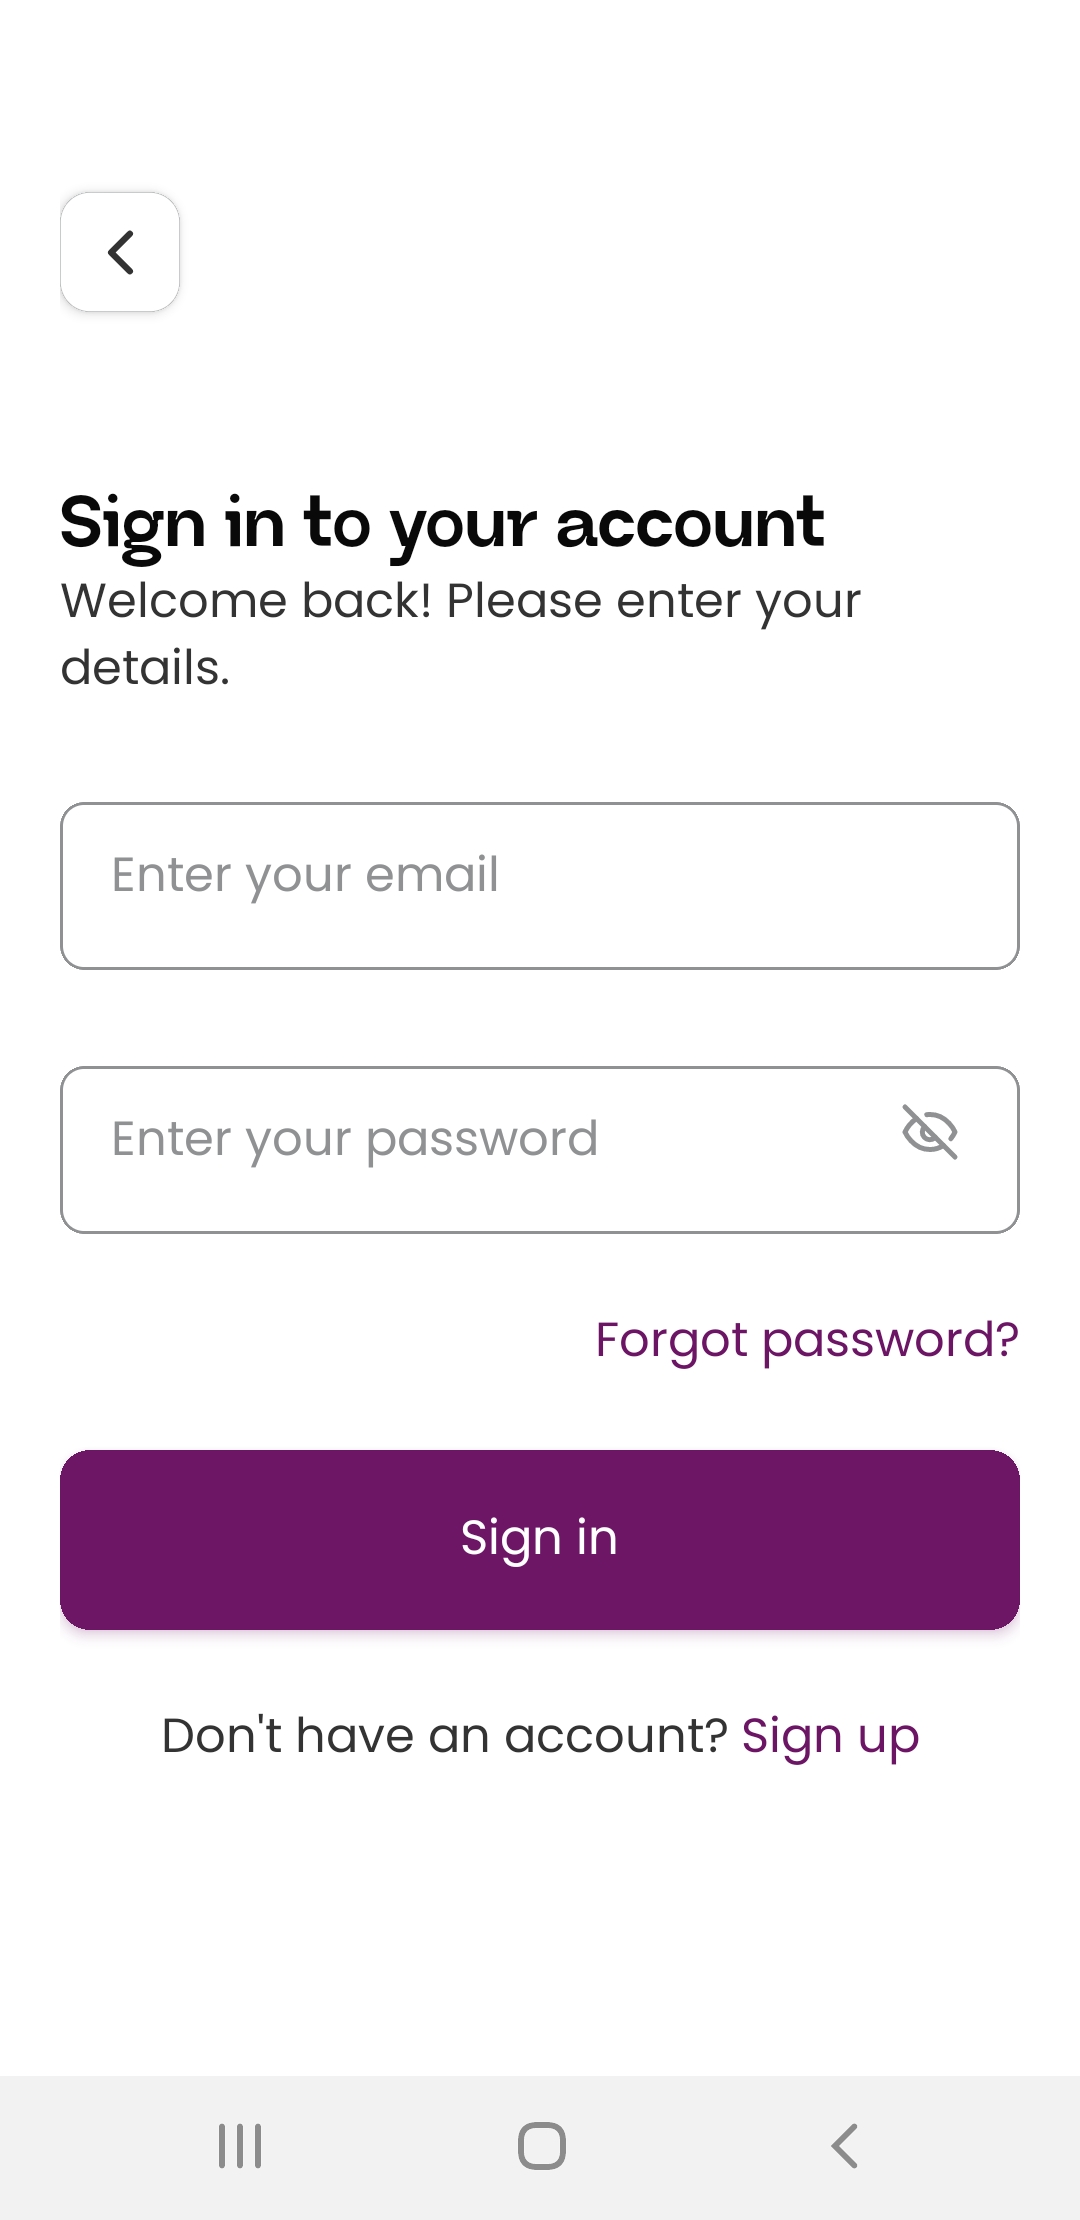 Sign in to your account
Welcome back! Please enter your
details.
Enter your email
Enter your password
Forgot password?
Sign in
Don't have an account? Sign up